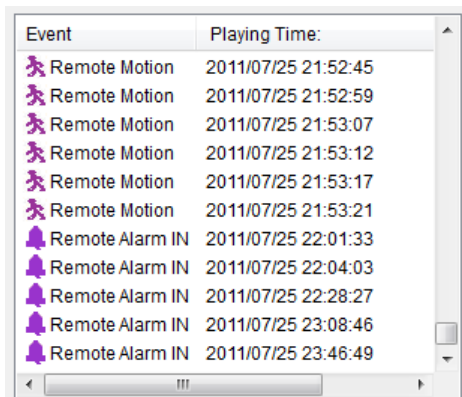 Event Playing Time:
Remote Motion 2011/07/25 21:52:45
Remote Motion 2011/07/25 21:52:59
Remote Motion 2011/07/25 21:53:07
Remote Motion 2011/07/25 21:53:12
Remote Motion 2011/07/25 21:53:17
Remote Motion 2011/07/25 21:53:21
Remote Alarm IN 2011/07/25 22:01:33
Remote Alarm IN 2011/07/25 22:04:03
Remote Alarm IN 2011/07/25 22:28:27
Remote Alarm IN 2011/07/25 23:08:46
Remote Alarm IN 2011/07/25 23:46:49